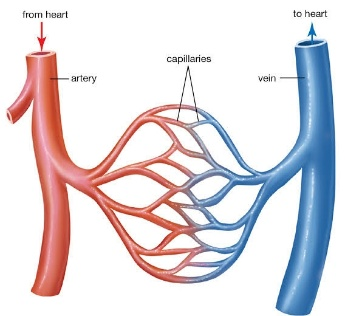 from heart
to heart
capillaries
artery
vein